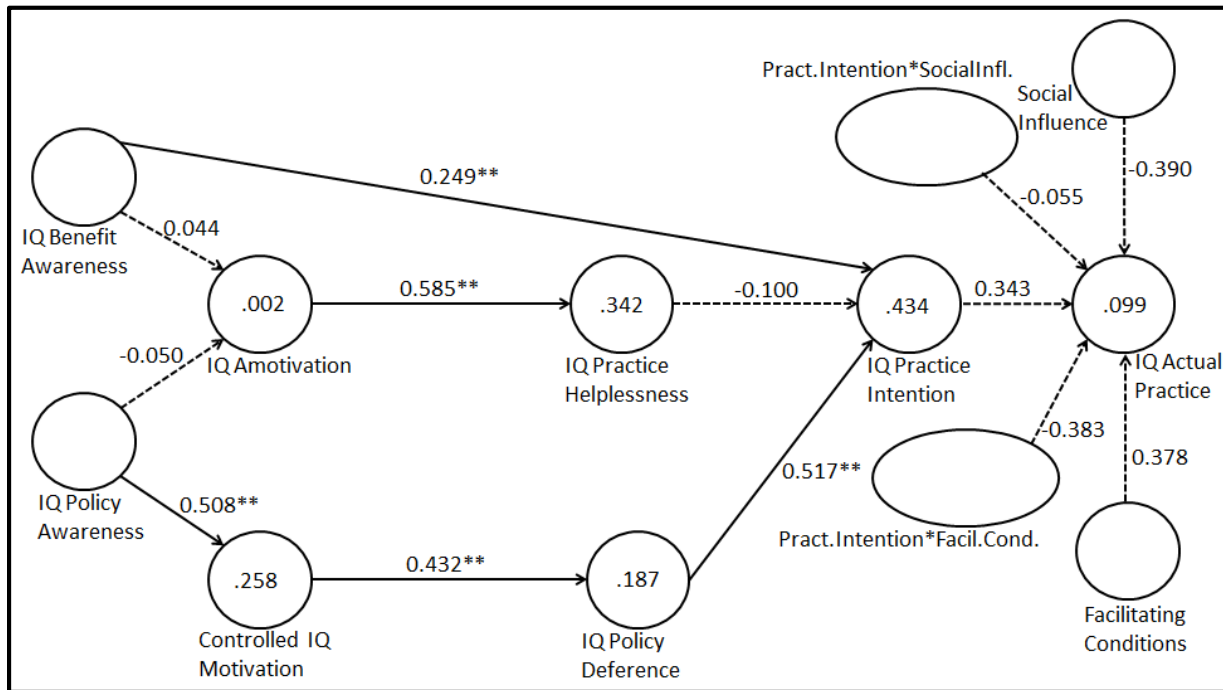 Pract.Intention*SocialInfl.
Social
Influence
0.249**
-0.390
-0.055
IQ Benefit
Awareness
0.044
.002
0.585**
.342
-0.100
.434
0.343
.099
-0.050
IQ Amotivation
IQ Practice
Helplessness
IQ Practice
Intention
IQ Actual
Practice
-0.383
0.378
IQ Policy
Awareness
0.508**
0.517**
Pract.Intention*Facil.Cond.
.258
0.432**
.187
Controlled IQ
Motivation
IQ Policy
Deference
Facilitating
Conditions